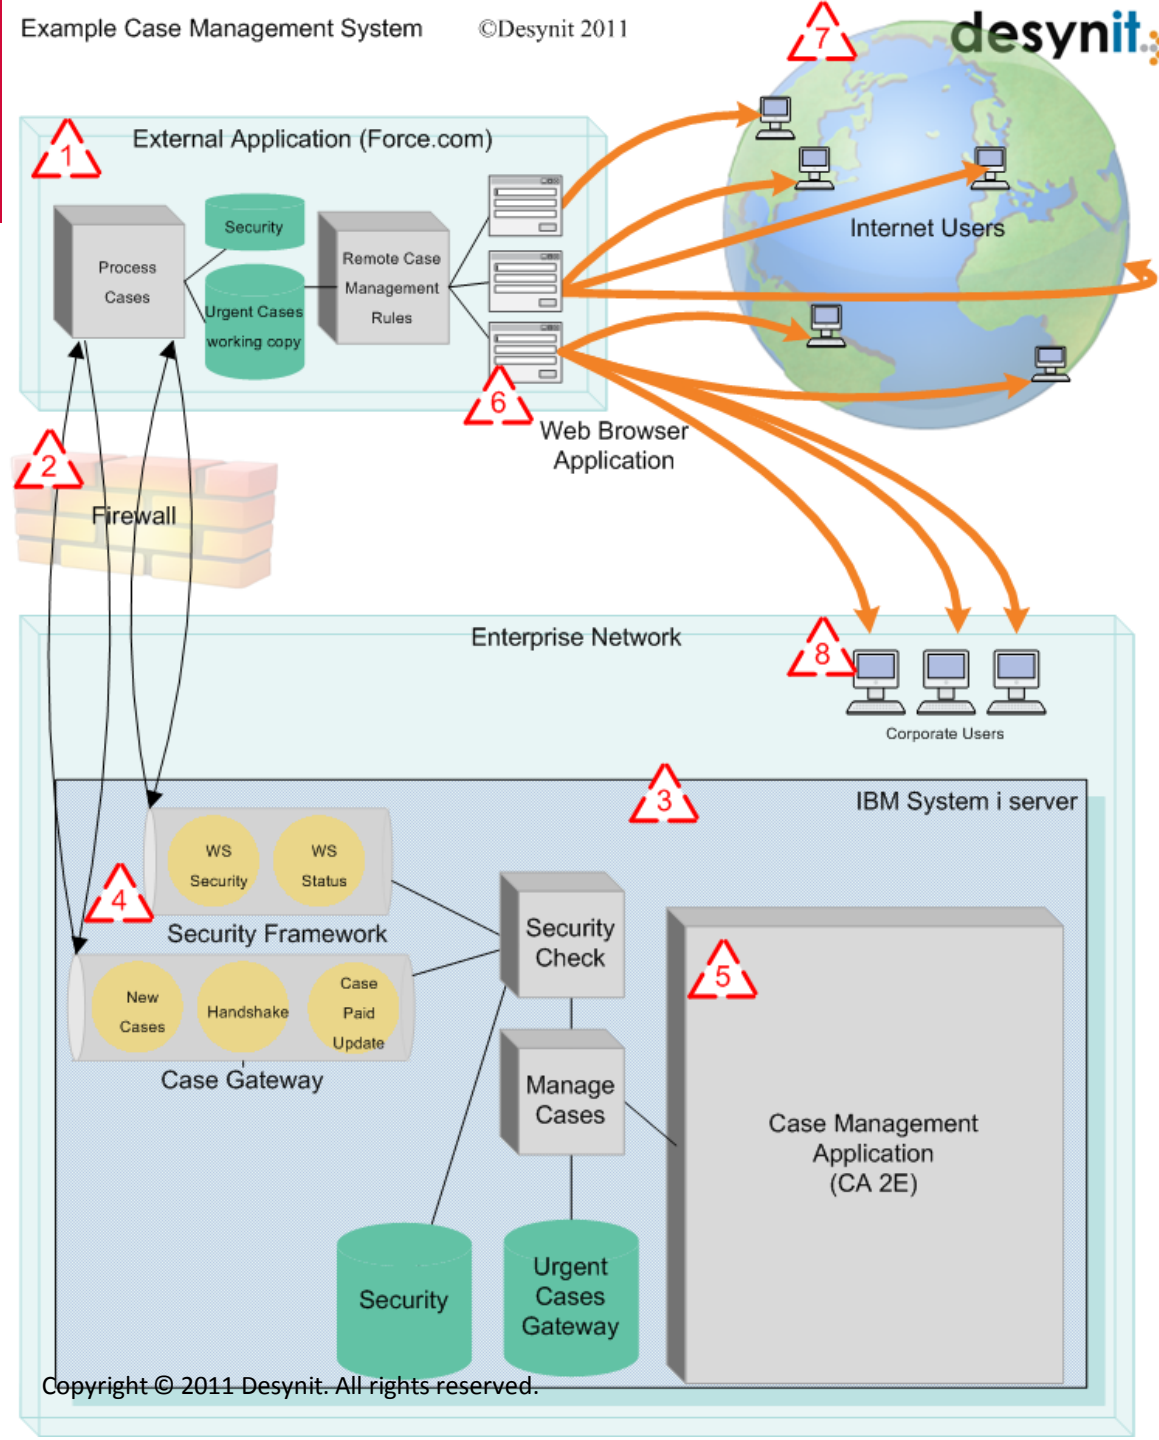 Example Case Management System
©Desynit 2011
7
desynit
1
External Application (Force.com)
Security
Process
Cases
Urgent Cases
working copy
Remote Case
Management
Rules
Internet Users
6
Web Browser
Application
2
Firewall
Enterprise Network
8
Corporate Users
3
IBM System i server
WS
Security
WS
Status
4
Security Framework
New
Cases
Handshake
Case
Paid
Update
Case Gateway
Security
Check
Manage
Cases
5
Case Management
Application
(CA 2E)
Security
Urgent
Cases
Gateway
Copyright © 2011 Desynit. All rights reserved.